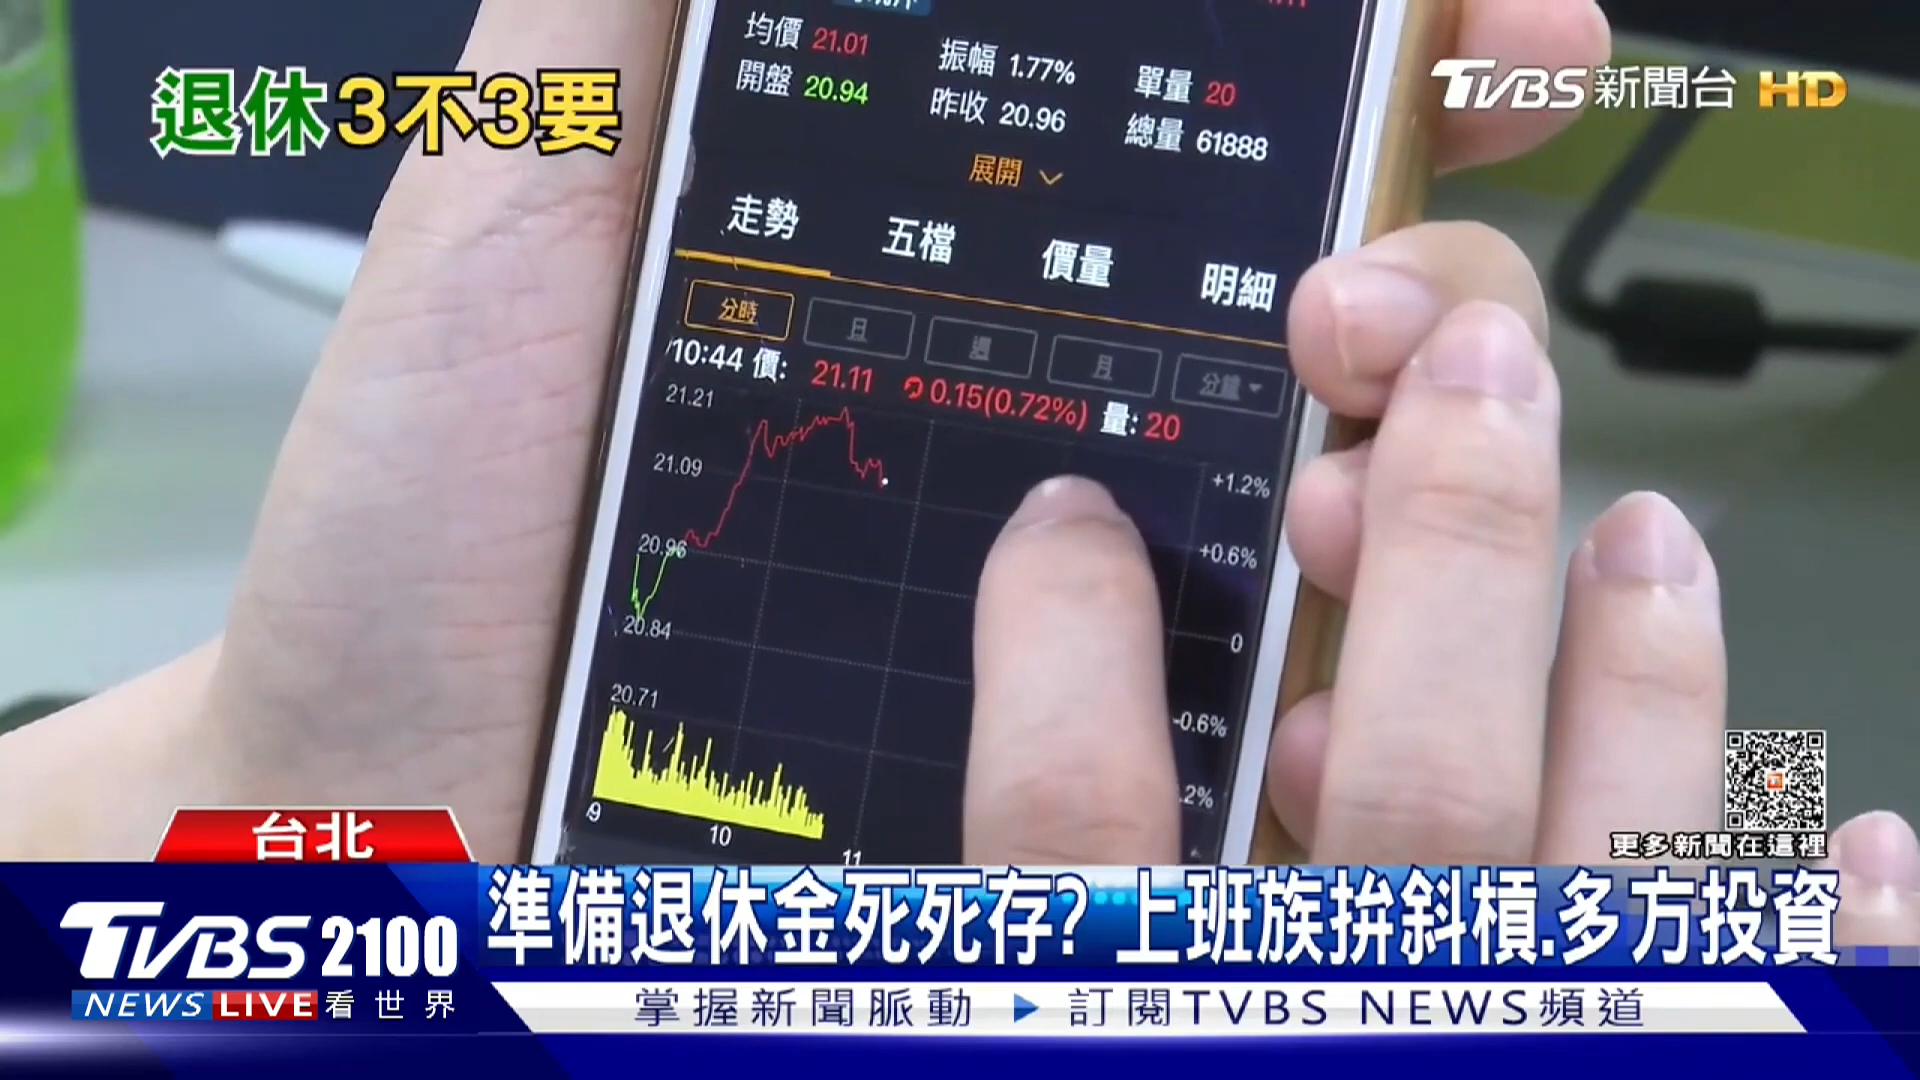 退休3不3要
TVBS新聞台 HD
均價 21.01
振幅 1.77%
單量 20
開盤 20.94
昨收 20.96
總量 61888
展開
走勢 五檔 價量 明細
分時 日 週 月 分鐘
10:44 價: 21.11 0.15(0.72%) 量: 20
21.21
21.09
20.96
20.84
20.71
+1.2%
+0.6%
0
-0.6%
.2%
9 10 11
更多新聞在這裡
台北
準備退休金死死存? 上班族拚斜槓.多方投資
TVBS 2100
NEWS LIVE 看世界
掌握新聞脈動 ▶ 訂閱TVBS NEWS頻道